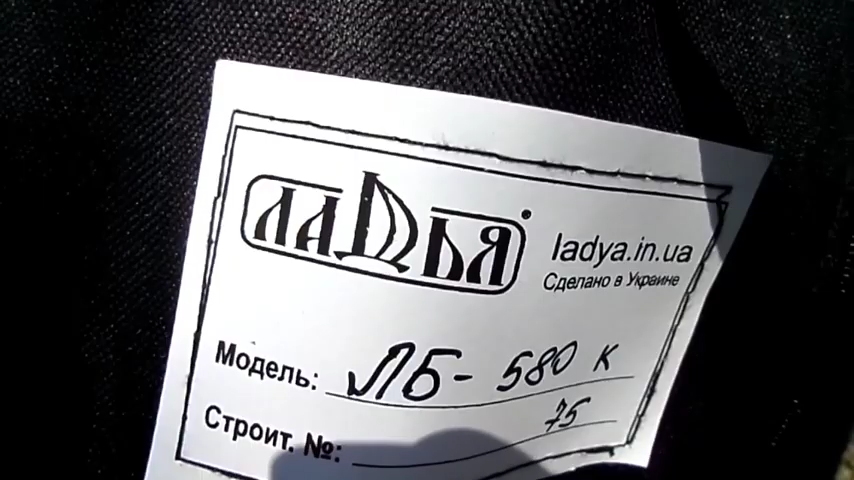 ЛАДЬЯ
ladya.in.ua
Сделано в Украине
Модель: ЛБ-580 К
Строит. №: 75